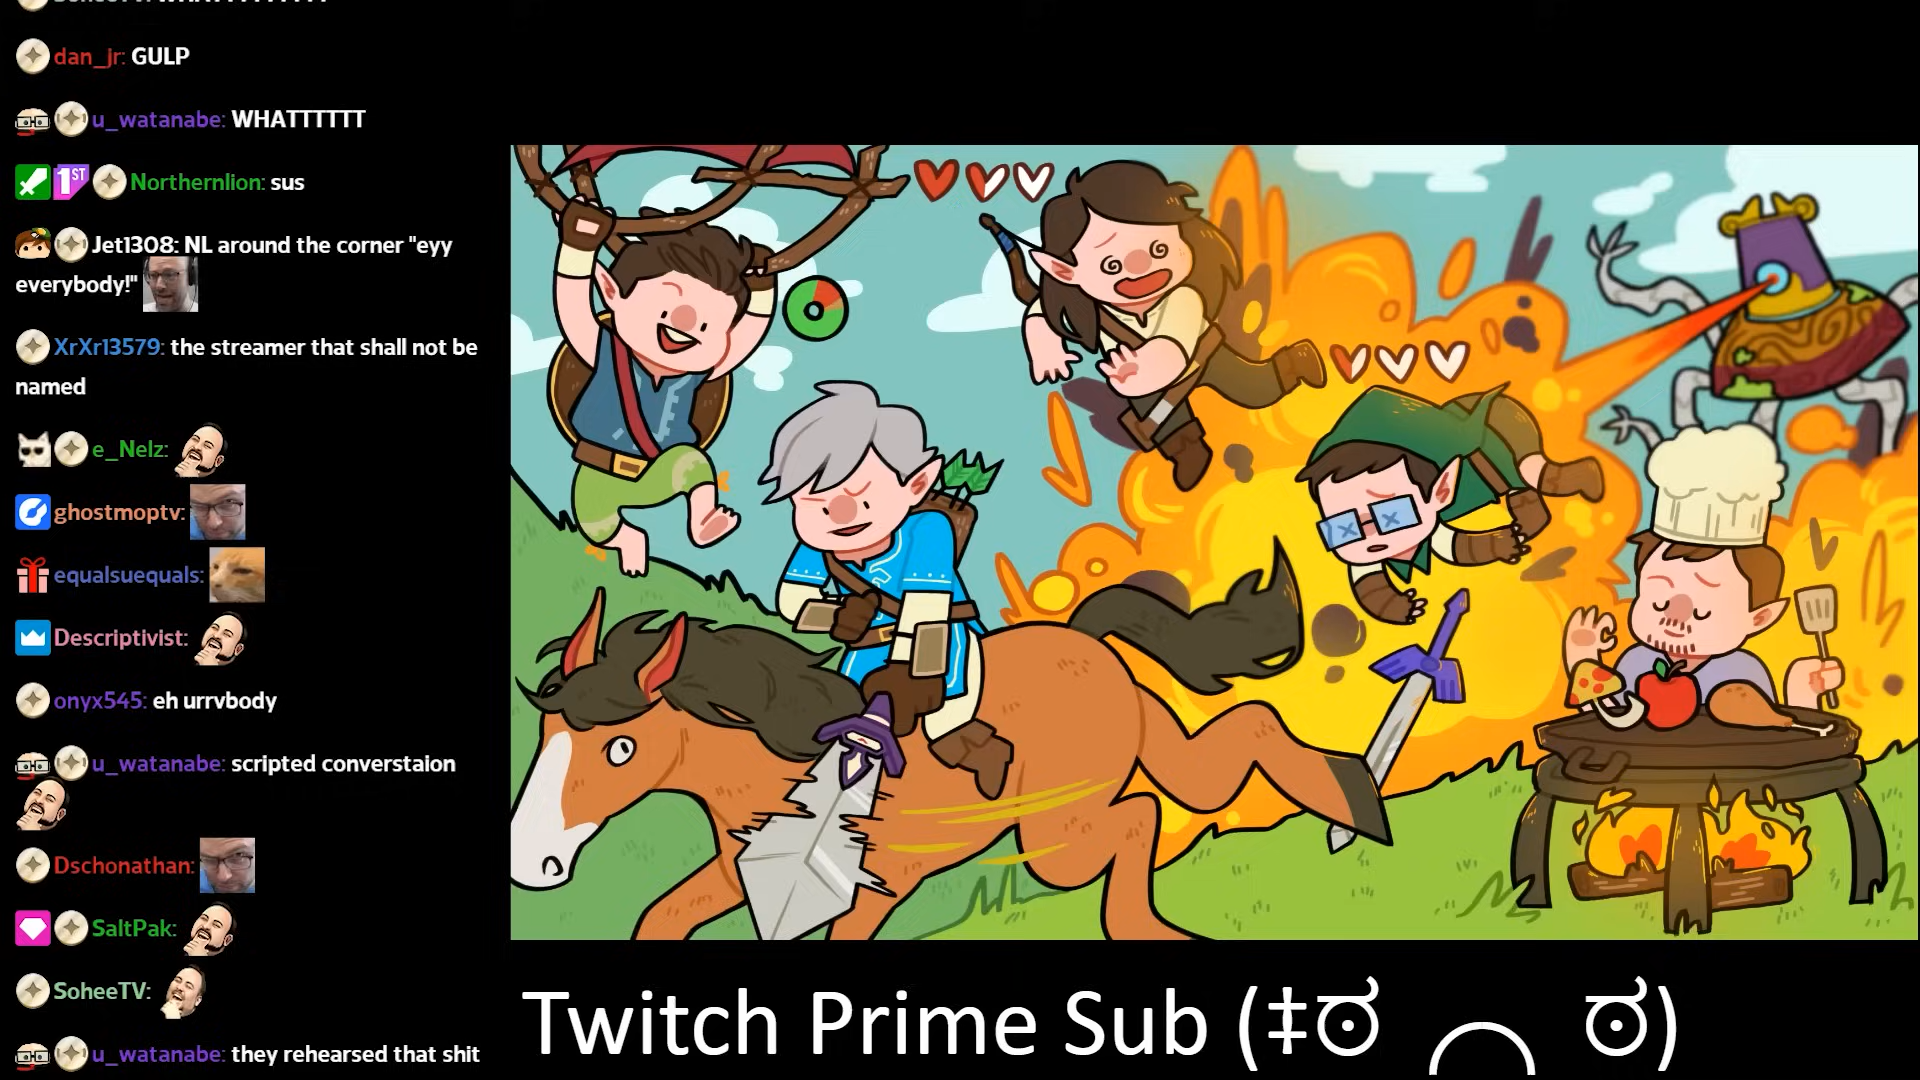 dan_jr: GULP
u_watanabe: WHATTTTTT
1ST Northernlion: sus
Jet1308: NL around the corner "eyy
everybody!"
XrXr13579: the streamer that shall not be
named
e_Nelz:
ghostmoptv:
equalsuequals:
Descriptivist:
onyx545: eh urrvbody
u_watanabe: scripted converstaion
Dschonathan:
SaltPak:
SoheeTV:
u_watanabe: they rehearsed that shit
Twitch Prime Sub (‡ಠ ╭╮ ಠ)